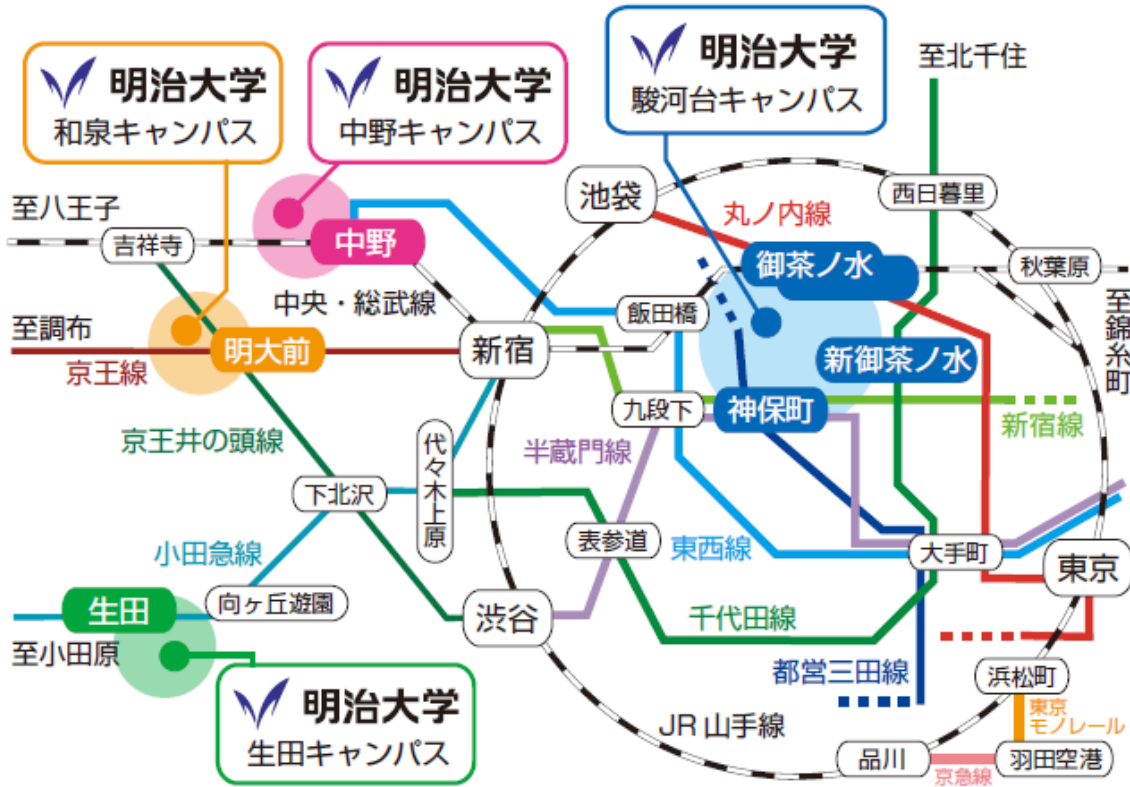 明治大学
和泉キャンパス
明治大学
中野キャンパス
明治大学
駿河台キャンパス
至北千住
池袋
西日暮里
至八王子
丸ノ内線
吉祥寺
中野
御茶ノ水
秋葉原
中央・総武線
飯田橋
至錦糸町
至調布
明大前
新宿
新御茶ノ水
京王線
九段下
神保町
新宿線
京王井の頭線
代々木上原
半蔵門線
下北沢
小田急線
表参道
東西線
大手町
東京
生田
向ヶ丘遊園
渋谷
千代田線
至小田原
都営三田線
浜松町
明治大学
生田キャンパス
JR 山手線
東京
モノレール
品川
京急線
羽田空港